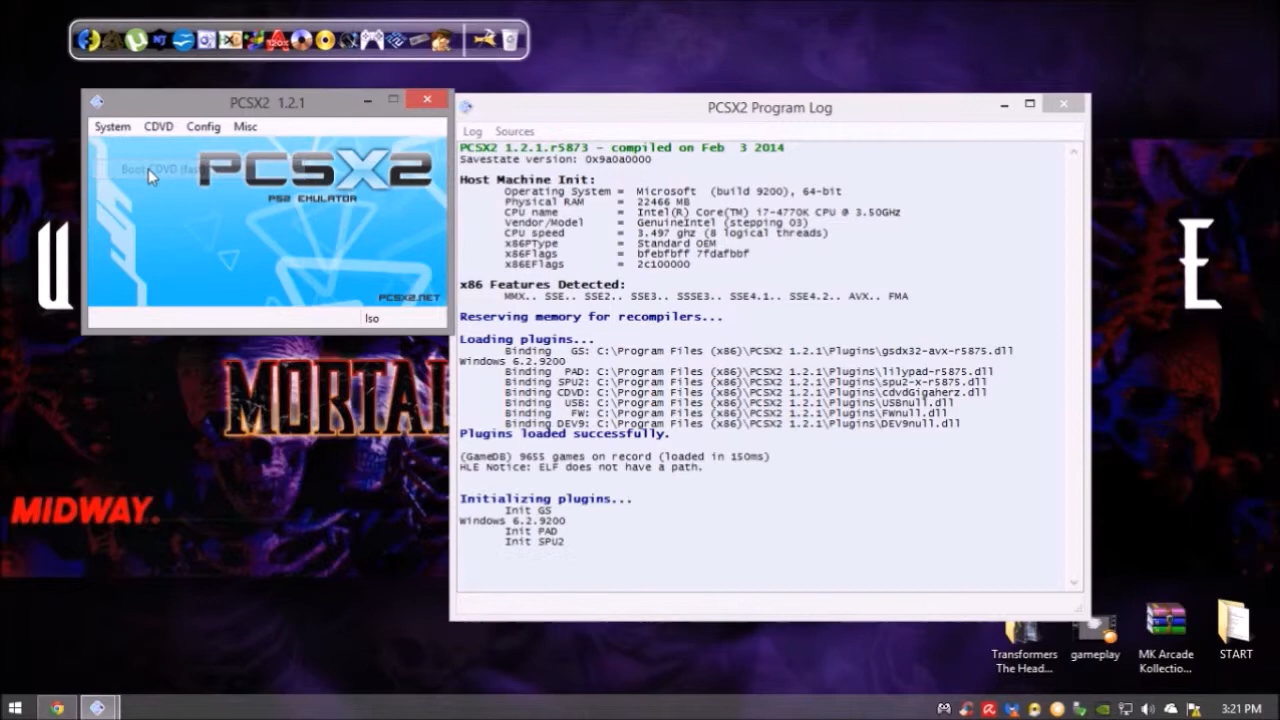 PCSX2 1.2.1
System CDVD Config Misc
Boot CDVD (fast)
PCSX2
PS2 EMULATOR
PCSX2.NET
Iso
PCSX2 Program Log
Log Sources
PCSX2 1.2.1.r5873 - compiled on Feb 3 2014
Savestate version: 0x9a0a0000
Host Machine Init:
Operating System = Microsoft (build 9200), 64-bit
Physical RAM = 22466 MB
CPU name = Intel(R) Core(TM) i7-4770K CPU @ 3.50GHz
Vendor/Model = GenuineIntel (stepping 03)
CPU speed = 3.497 ghz (8 logical threads)
x86PType = Standard OEM
x86Flags = bfebfbff 7fdafbbf
x86EFlags = 2c100000
x86 Features Detected:
MMX.. SSE.. SSE2.. SSE3.. SSSE3.. SSE4.1.. SSE4.2.. AVX.. FMA
Reserving memory for recompilers...
Loading plugins...
Binding GS: C:\Program Files (x86)\PCSX2 1.2.1\Plugins\gsdx32-avx-r5875.dll
Windows 6.2.9200
Binding PAD: C:\Program Files (x86)\PCSX2 1.2.1\Plugins\lilypad-r5875.dll
Binding SPU2: C:\Program Files (x86)\PCSX2 1.2.1\Plugins\spu2-x-r5875.dll
Binding CDVD: C:\Program Files (x86)\PCSX2 1.2.1\Plugins\cdvdGigaherz.dll
Binding USB: C:\Program Files (x86)\PCSX2 1.2.1\Plugins\USBnull.dll
Binding FW: C:\Program Files (x86)\PCSX2 1.2.1\Plugins\FWnull.dll
Binding DEV9: C:\Program Files (x86)\PCSX2 1.2.1\Plugins\DEV9null.dll
Plugins loaded successfully.
(GameDB) 9655 games on record (loaded in 150ms)
HLE Notice: ELF does not have a path.
Initializing plugins...
Init GS
Windows 6.2.9200
Init PAD
Init SPU2
U
E
MORTAL
MIDWAY.
Transformers The Head...
gameplay
MK Arcade Kollectio...
START
3:21 PM